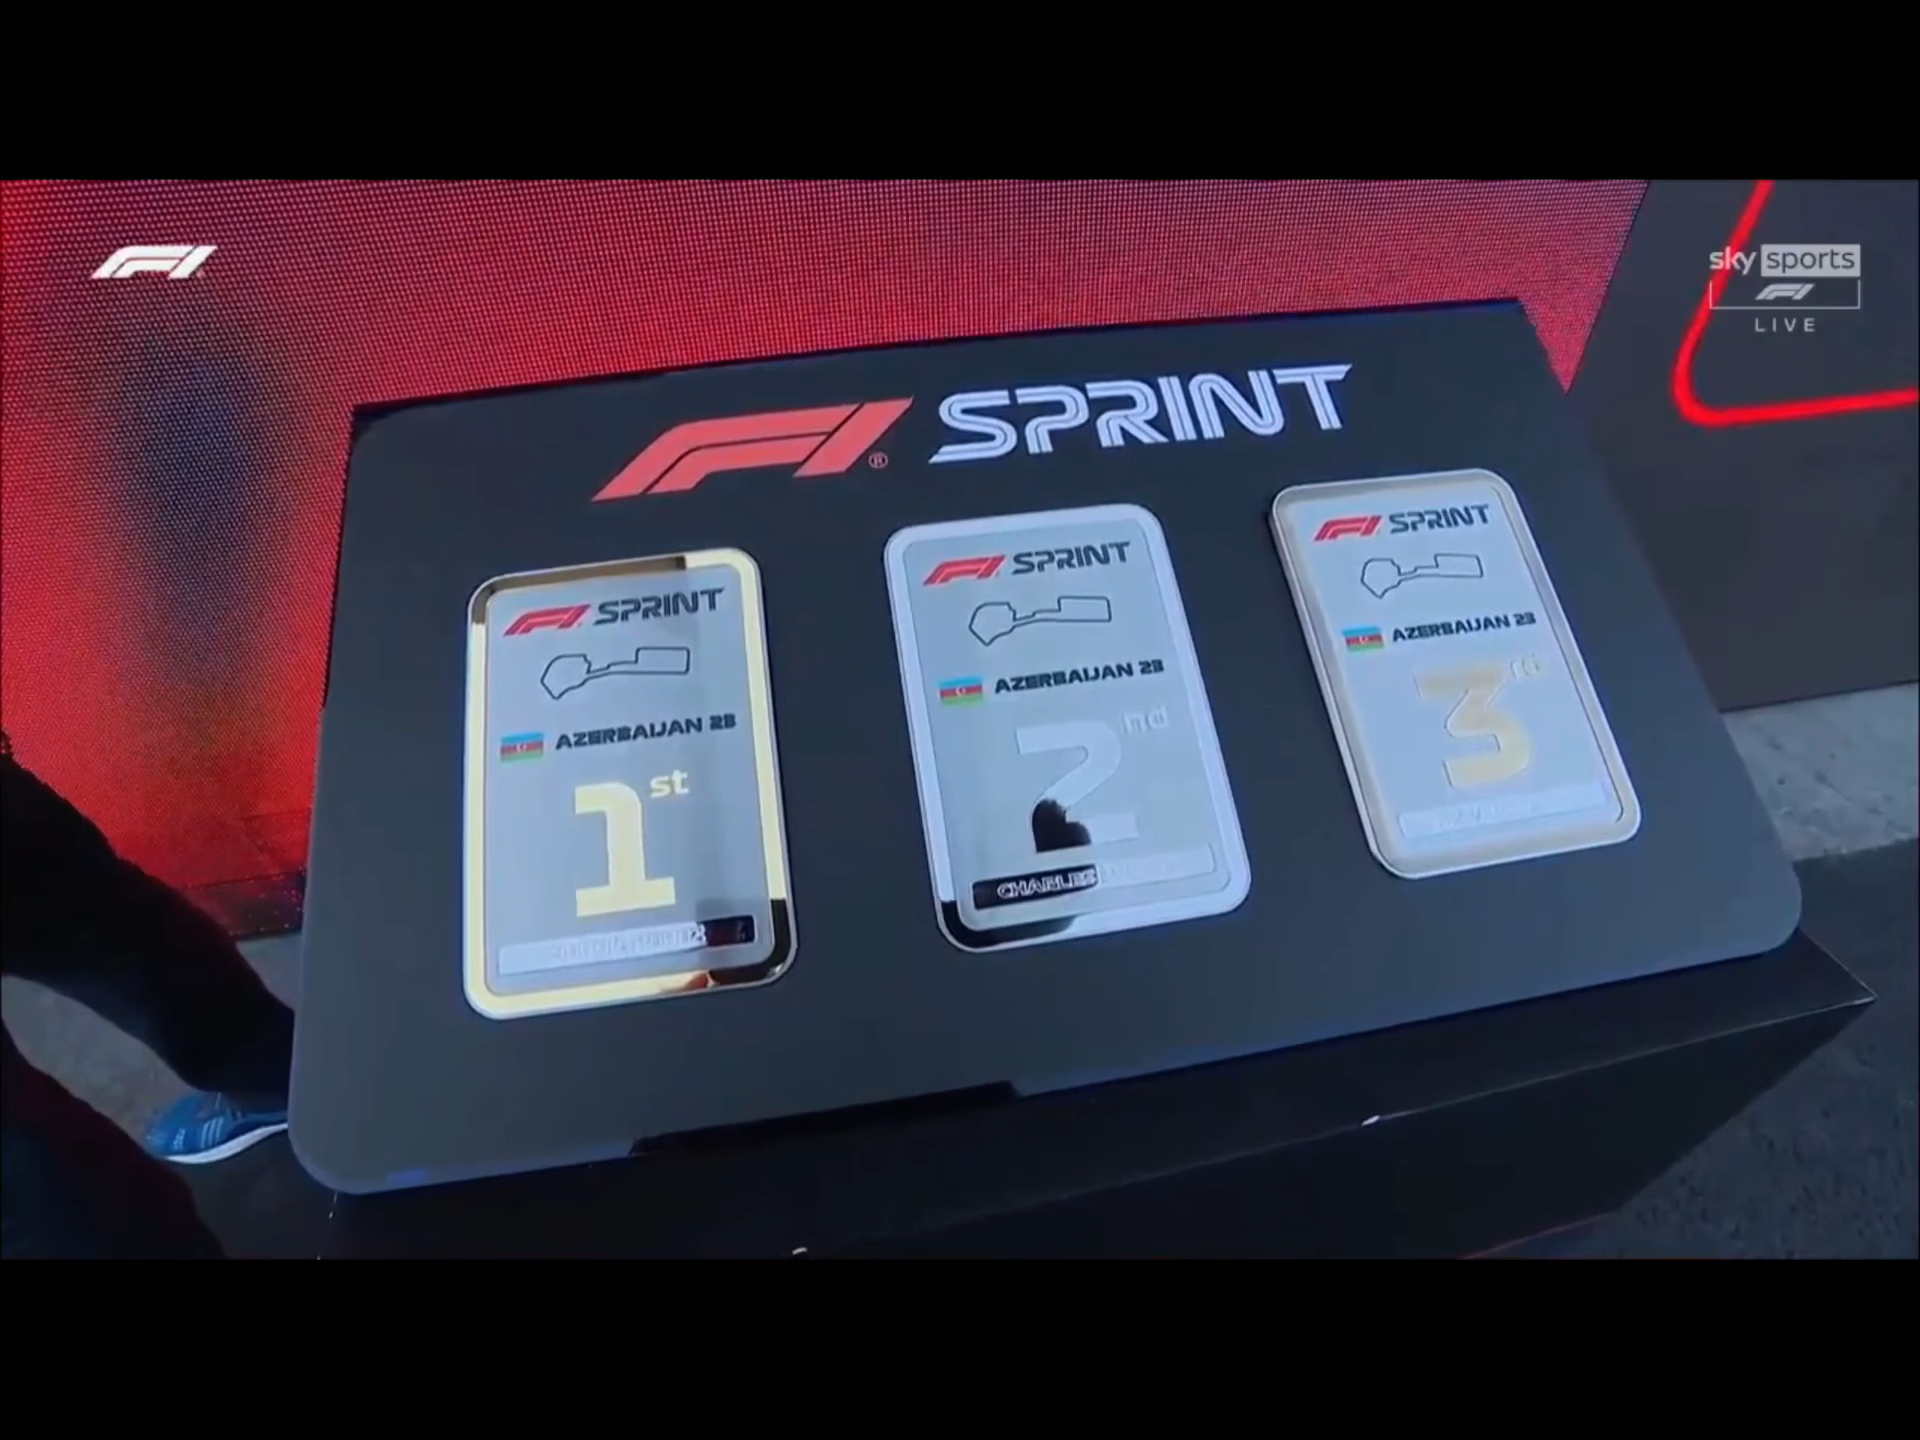 F1
sky sports
F1
LIVE
F1® SPRINT
F1 SPRINT
AZERBAIJAN 23
1st
F1 SPRINT
AZERBAIJAN 23
2nd
CHARLES
F1 SPRINT
AZERBAIJAN 23
3rd